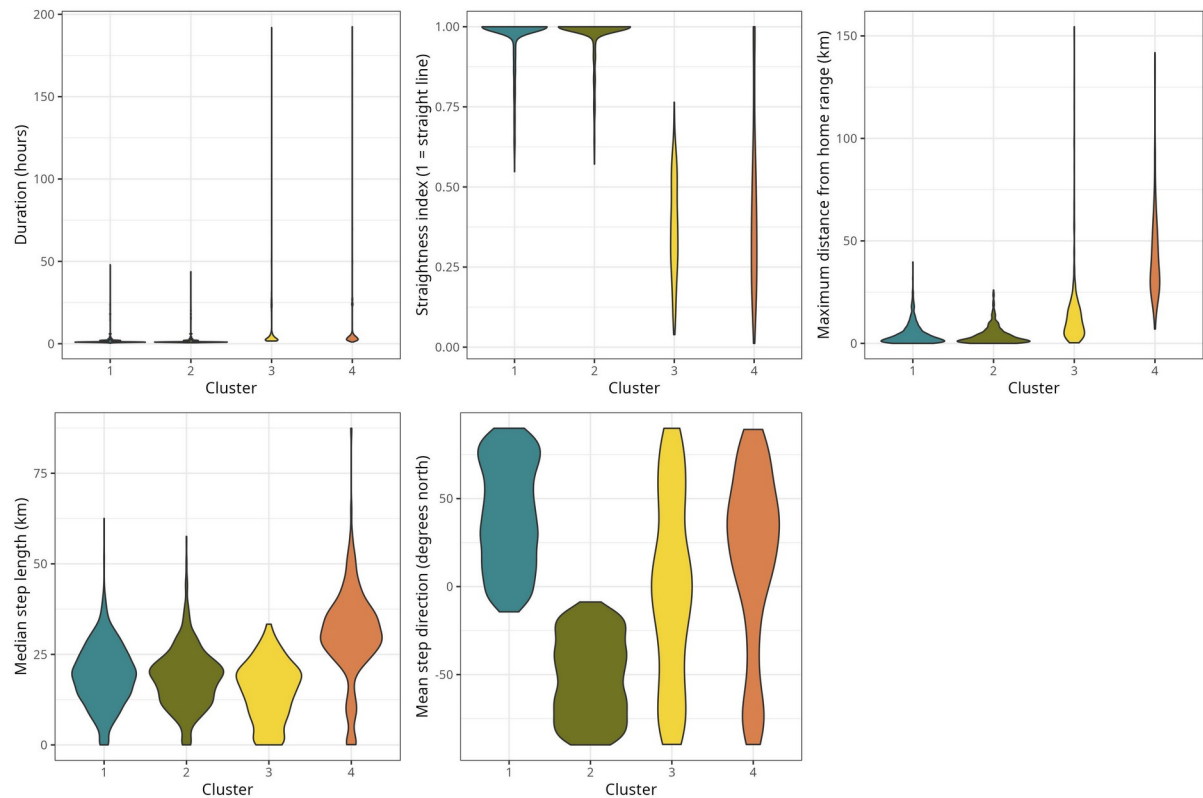 Duration (hours)
200
150
100
50
0
1 2 3 4
Cluster
Straightness index (1 = straight line)
1.00
0.75
0.50
0.25
0.00
1 2 3 4
Cluster
Maximum distance from home range (km)
150
100
50
0
1 2 3 4
Cluster
Median step length (km)
75
50
25
0
1 2 3 4
Cluster
Mean step direction (degrees north)
50
0
-50
1 2 3 4
Cluster